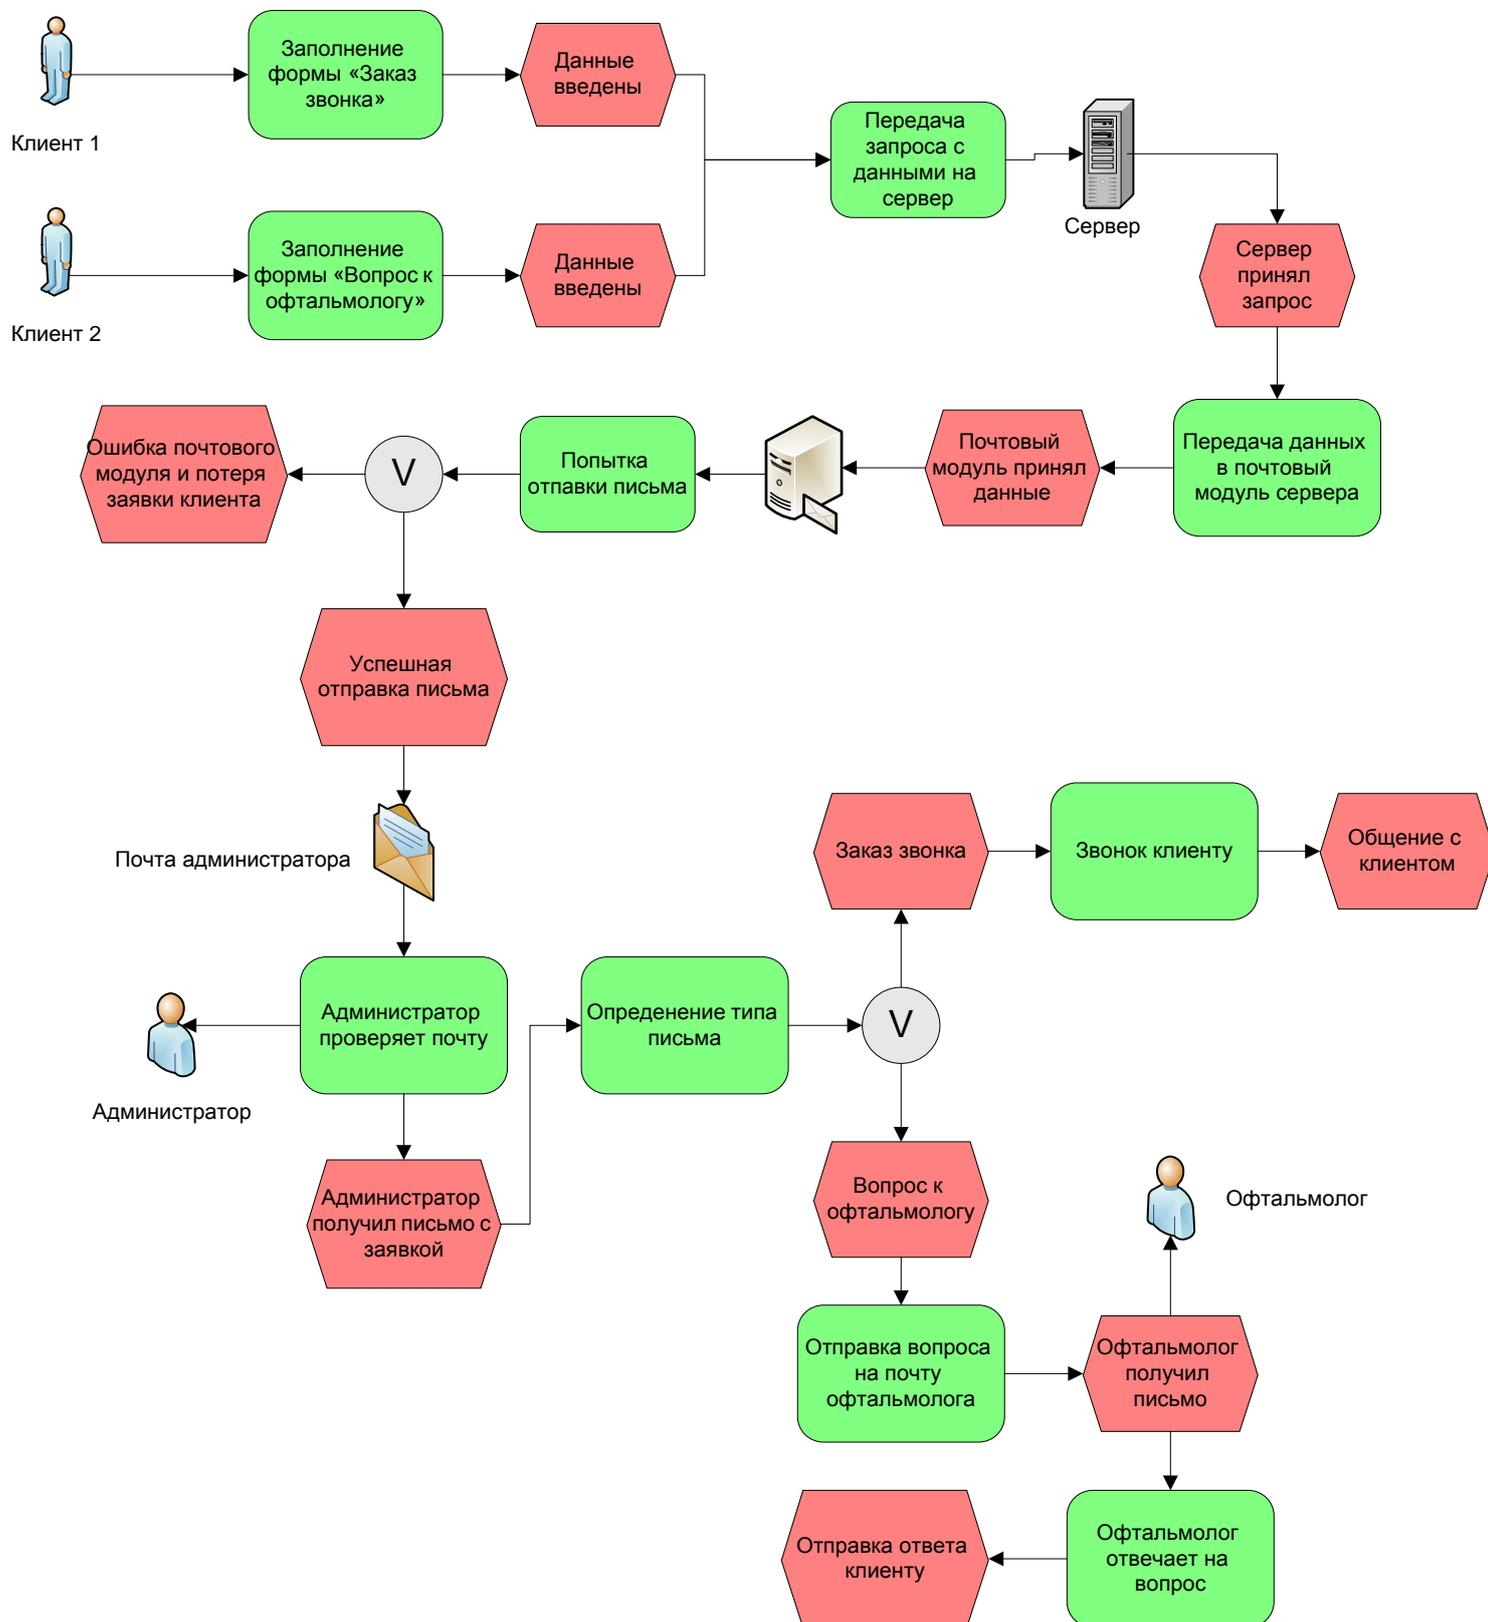 Клиент 1
Заполнение
формы «Заказ
звонка»
Данные
введены
Передача
запроса с
данными на
сервер
Сервер
Клиент 2
Заполнение
формы «Вопрос к
офтальмологу»
Данные
введены
Сервер
принял
запрос
Ошибка почтового
модуля и потеря
заявки клиента
V
Попытка
отпавки письма
Почтовый
модуль принял
данные
Передача данных
в почтовый
модуль сервера
Успешная
отправка письма
Почта администратора
Заказ звонка
Звонок клиенту
Общение с
клиентом
Администратор
Администратор
проверяет почту
Опреденение типа
письма
V
Администратор
получил письмо с
заявкой
Вопрос к
офтальмологу
Офтальмолог
Отправка вопроса
на почту
офтальмолога
Офтальмолог
получил
письмо
Отправка ответа
клиенту
Офтальмолог
отвечает на
вопрос